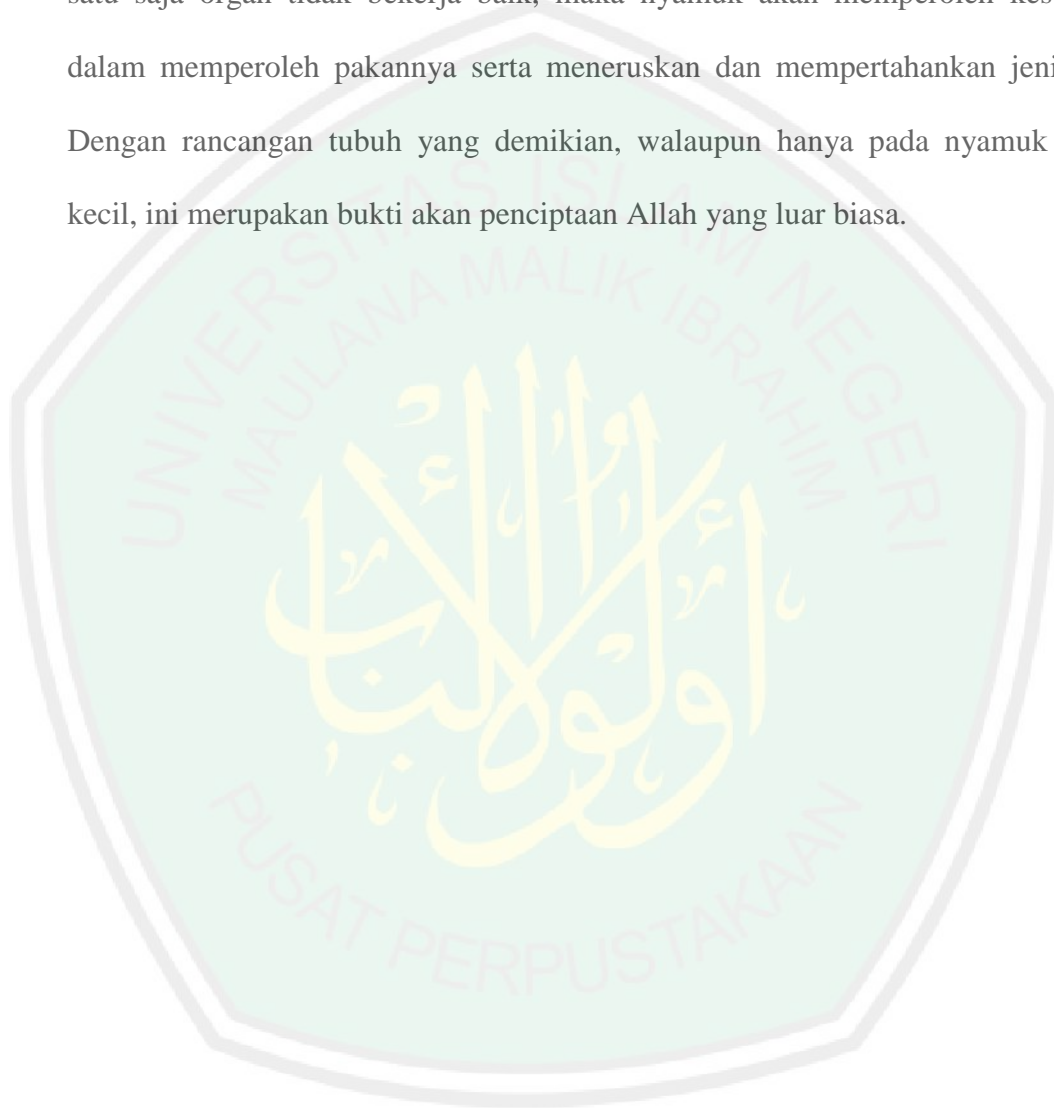 satu saja organ tidak bekerja baik, maka nyamuk akan memperoleh kes
dalam memperoleh pakannya serta meneruskan dan mempertahankan jeni
Dengan rancangan tubuh yang demikian, walaupun hanya pada nyamuk
kecil, ini merupakan bukti akan penciptaan Allah yang luar biasa.
UNIVERSITAS ISLAM NEGERI
MAULANA MALIK IBRAHIM
PUSAT PERPUSTAKAAN